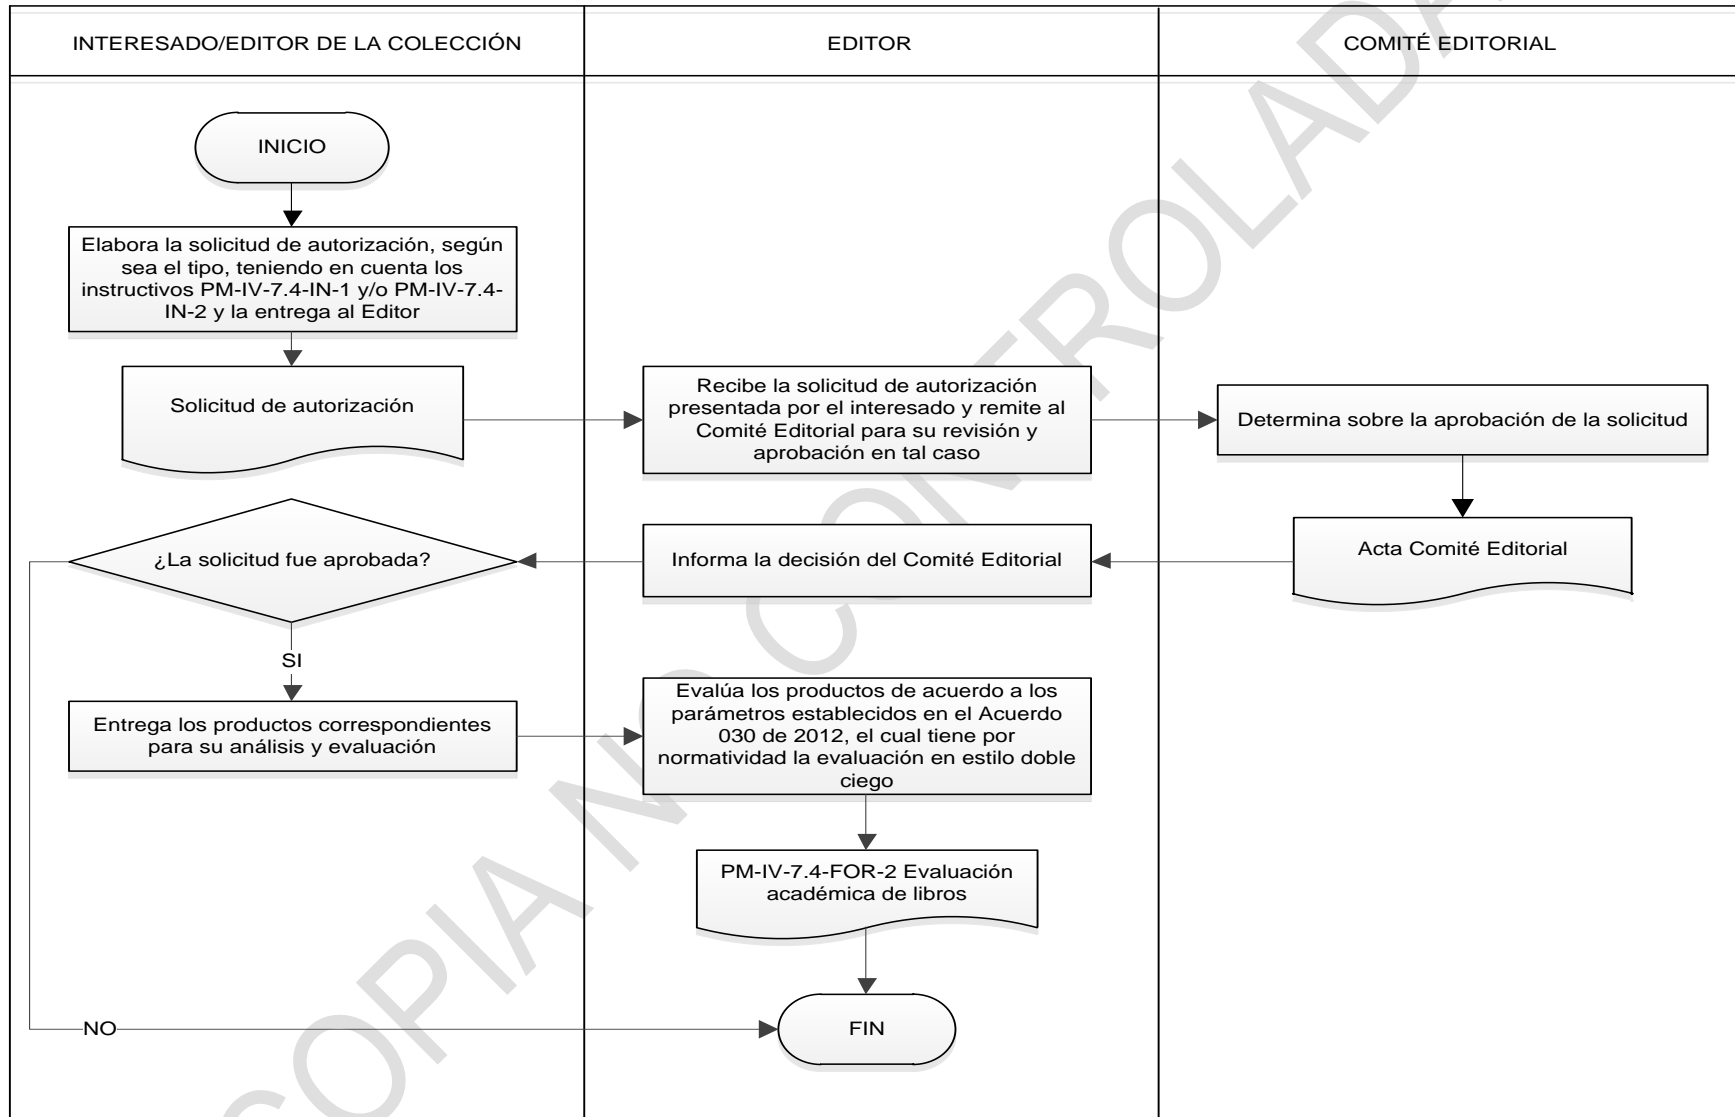 INTERESADO/EDITOR DE LA COLECCIÓN
EDITOR
COMITÉ EDITORIAL
INICIO
Elabora la solicitud de autorización, según
sea el tipo, teniendo en cuenta los
instructivos PM-IV-7.4-IN-1 y/o PM-IV-7.4-
IN-2 y la entrega al Editor
Solicitud de autorización
Recibe la solicitud de autorización
presentada por el interesado y remite al
Comité Editorial para su revisión y
aprobación en tal caso
Determina sobre la aprobación de la solicitud
Acta Comité Editorial
Informa la decisión del Comité Editorial
¿La solicitud fue aprobada?
SI
Entrega los productos correspondientes
para su análisis y evaluación
Evalúa los productos de acuerdo a los
parámetros establecidos en el Acuerdo
030 de 2012, el cual tiene por
normatividad la evaluación en estilo doble
ciego
PM-IV-7.4-FOR-2 Evaluación
académica de libros
NO
FIN
COPIA NO CONTROLADA